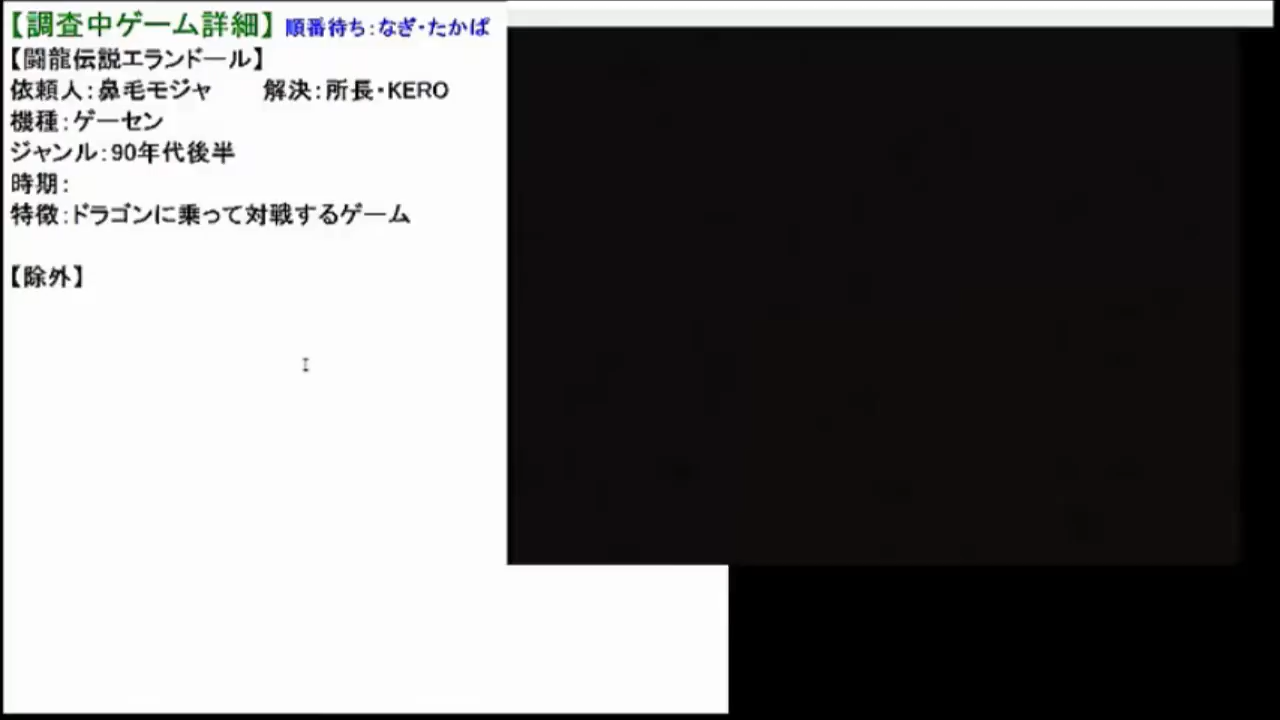 【調査中ゲーム詳細】 順番待ち:なぎ・たかば
【闘龍伝説エランドール】
依頼人:鼻毛モジャ 解決:所長・KERO
機種:ゲーセン
ジャンル:90年代後半
時期:
特徴:ドラゴンに乗って対戦するゲーム
【除外】